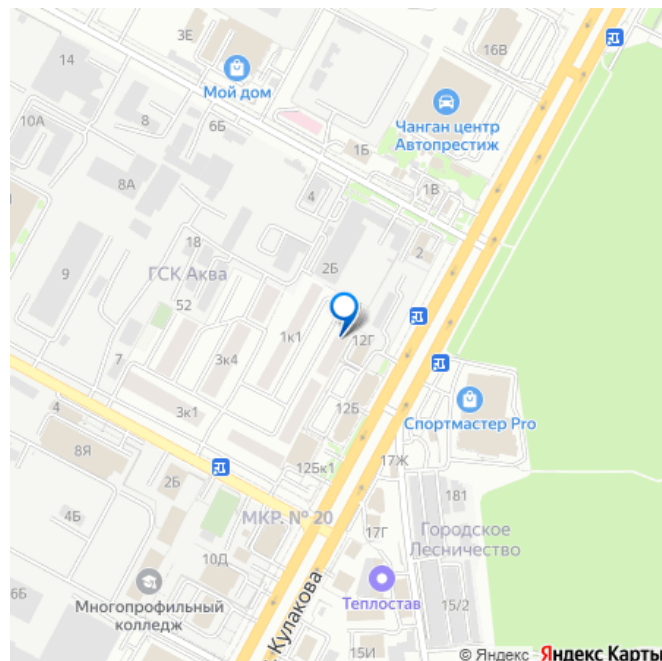 3Е
16В
14
Мой дом
10А
8
6Б
Чанган центр
Автопрестиж
1Б
8А
4
1В
18
2
ГСК Аква
2Б
9
52
1к1
12Г
7
3к4
3к1
12Б
4
Спортмастер Pro
8Я
12Бк1
17Ж
2Б
181
МКР. № 20
4Б
17Г
Городское
Лесничество
10Д
6Б
Теплостав
15/2
Многопрофильный
колледж
Кулакова
15И
© Яндекс Яндекс Карты